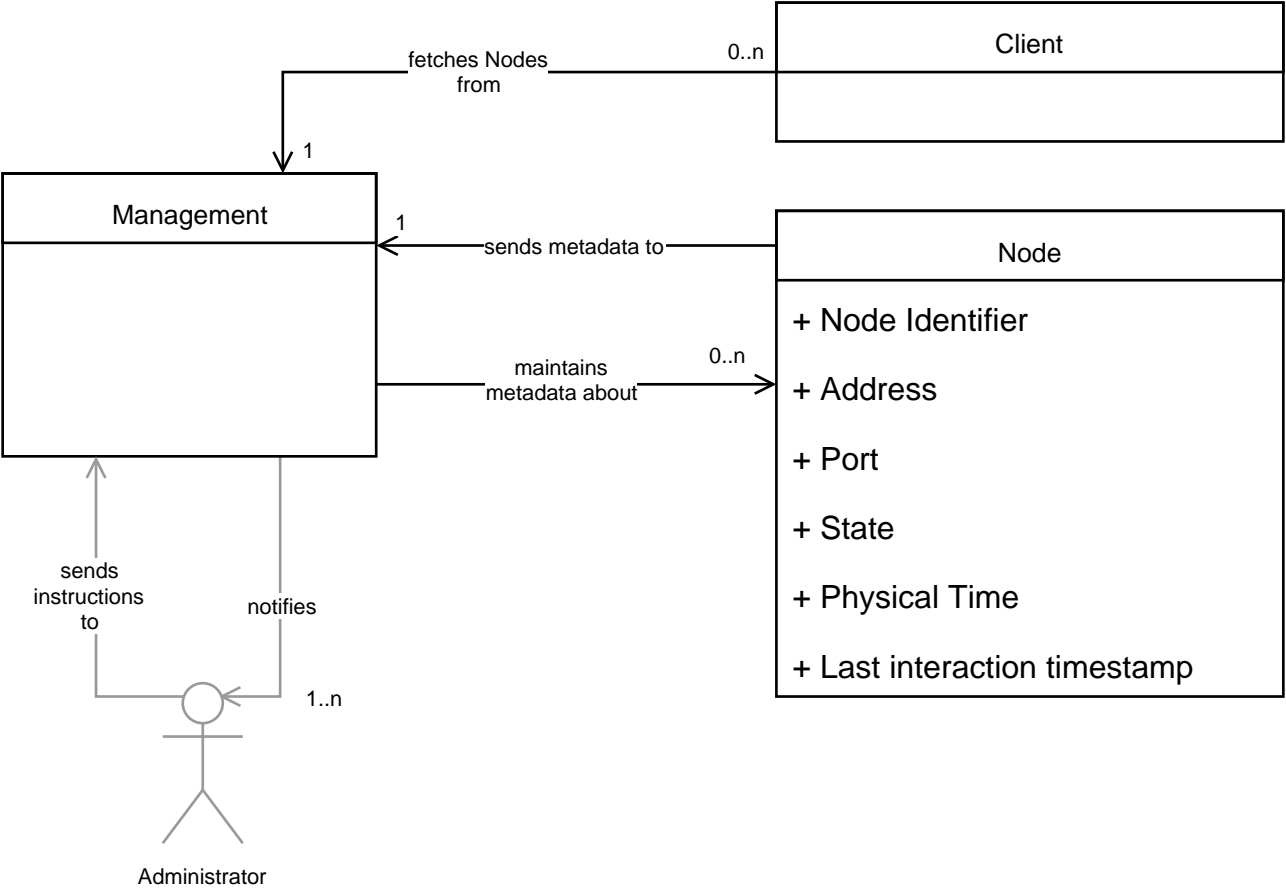 Client
0..n
fetches Nodes
from
1
Management
1
sends metadata to
Node
+ Node Identifier
0..n
maintains
metadata about
+ Address
+ Port
+ State
+ Physical Time
+ Last interaction timestamp
sends
instructions
to
notifies
1..n
Administrator